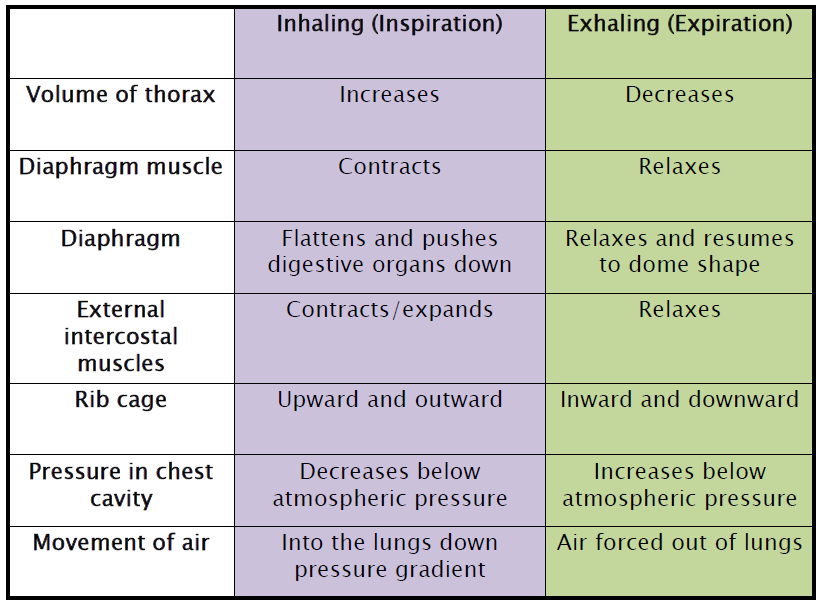 Inhaling (Inspiration)
Exhaling (Expiration)
Volume of thorax
Increases
Decreases
Diaphragm muscle
Contracts
Relaxes
Diaphragm
Flattens and pushes
digestive organs down
Relaxes and resumes
to dome shape
External
intercostal
muscles
Contracts/expands
Relaxes
Rib cage
Upward and outward
Inward and downward
Pressure in chest
cavity
Decreases below
atmospheric pressure
Increases below
atmospheric pressure
Movement of air
Into the lungs down
pressure gradient
Air forced out of lungs